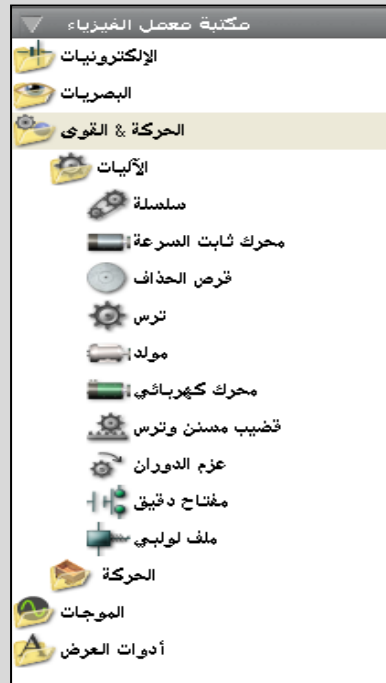 مكتبة معمل الفيزياء
الإلكترونيات
البصريات
الحركة & القوى
الآليات
سلسلة
محرك ثابت السرعة
قرص الحذاف
ترس
مولد
محرك كهربائي
قضيب مسنن وترس
عزم الدوران
مفتاح دقيق
ملف لولبي
الحركة
الموجات
أدوات العرض